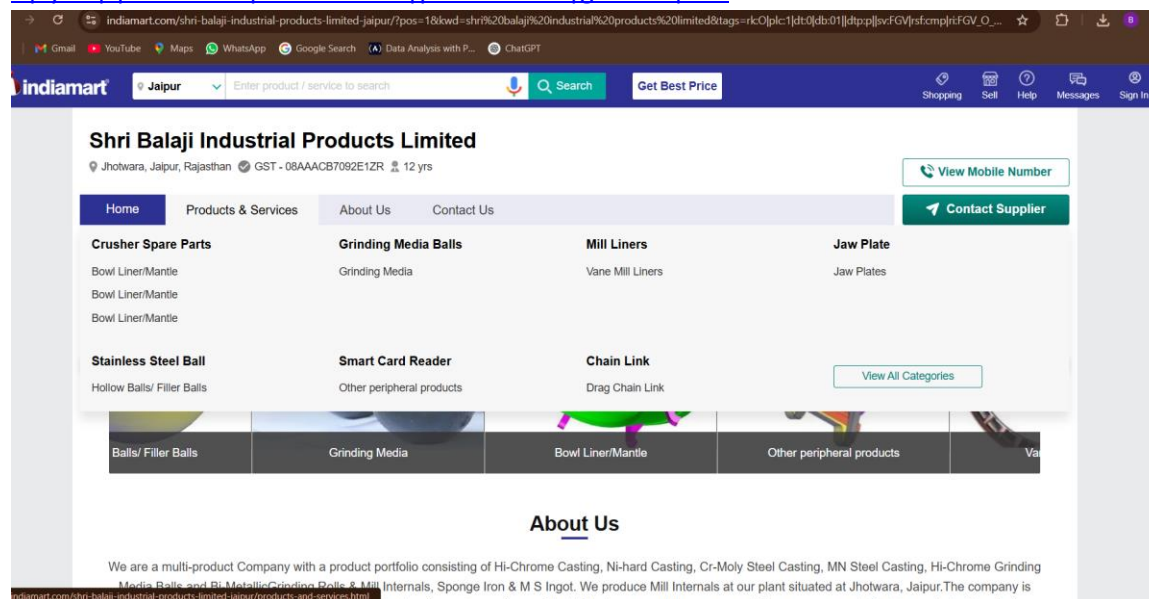 indiamart.com/shri-balaji-industrial-products-limited-jaipur/?pos=1&kwd=shri%20balaji%20industrial%20products%20limited&tags=rk:O|plc:1|dt:0|db:01||dtp:p||sv:FGV|rsf:cmp|ri:FGV_O_...
Gmail YouTube Maps WhatsApp Google Search Data Analysis with P... ChatGPT
indiamart Jaipur Enter product / service to search Search Get Best Price Shopping Sell Help Messages Sign In
Shri Balaji Industrial Products Limited
Jhotwara, Jaipur, Rajasthan GST - 08AAACB7092E1ZR 12 yrs
View Mobile Number
Home Products & Services About Us Contact Us Contact Supplier
Crusher Spare Parts Grinding Media Balls Mill Liners Jaw Plate
Bowl Liner/Mantle Grinding Media Vane Mill Liners Jaw Plates
Bowl Liner/Mantle
Bowl Liner/Mantle
Stainless Steel Ball Smart Card Reader Chain Link
View All Categories
Hollow Balls/ Filler Balls Other peripheral products Drag Chain Link
Balls/ Filler Balls Grinding Media Bowl Liner/Mantle Other peripheral products Va
About Us
We are a multi-product Company with a product portfolio consisting of Hi-Chrome Casting, Ni-hard Casting, Cr-Moly Steel Casting, MN Steel Casting, Hi-Chrome Grinding
Media Balls and Bi-MetallicGrinding Rolls & Mill Internals, Sponge Iron & M S Ingot. We produce Mill Internals at our plant situated at Jhotwara, Jaipur.The company is
indiamart.com/shri-balaji-industrial-products-limited-jaipur/products-and-services.html